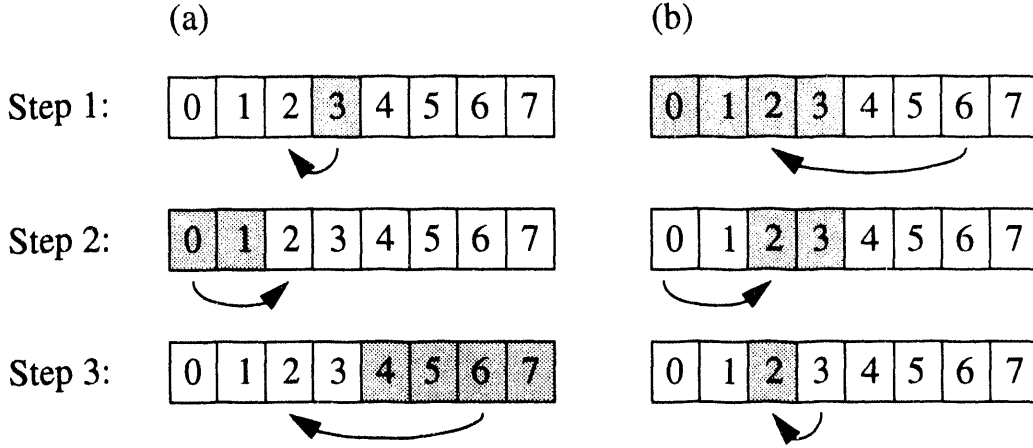 (a) (b)
Step 1: 0 1 2 3 4 5 6 7 0 1 2 3 4 5 6 7
Step 2: 0 1 2 3 4 5 6 7 0 1 2 3 4 5 6 7
Step 3: 0 1 2 3 4 5 6 7 0 1 2 3 4 5 6 7